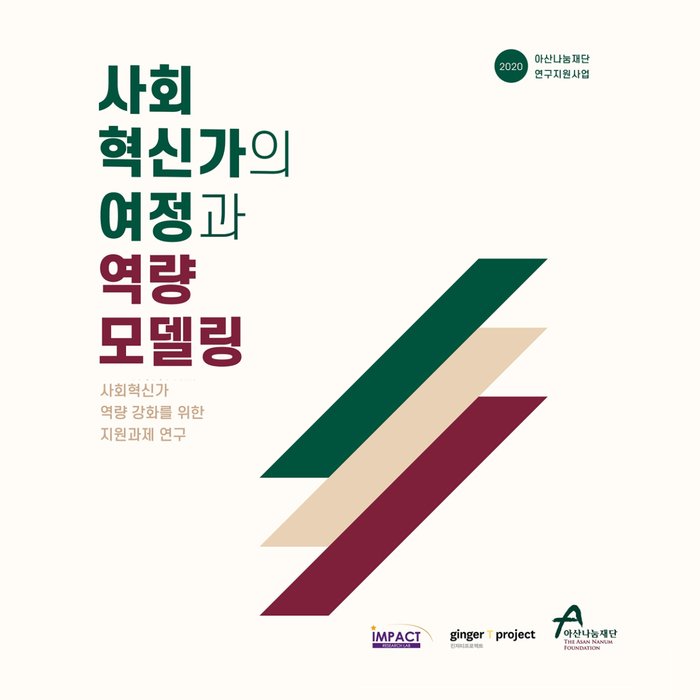 2020
아산나눔재단
연구지원사업
사회
혁신가의
여정과
역량
모델링
사회혁신가
역량 강화를 위한
지원과제 연구
IMPACT
RESEARCH LAB
ginger T project
진저티프로젝트
아산나눔재단
THE ASAN NANUM
FOUNDATION